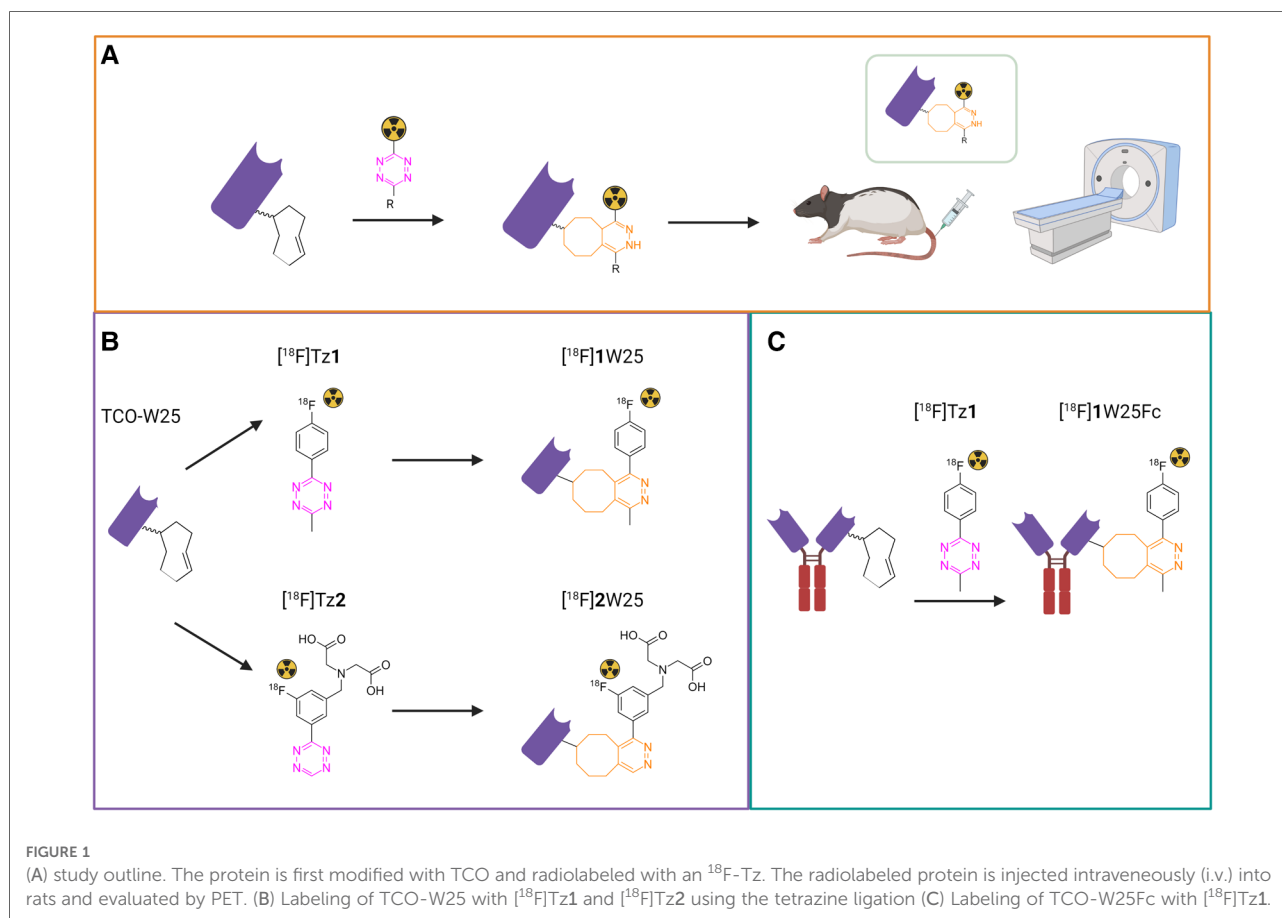 A
N N
N N
R
N
NH
R
N
NH
R
B
[¹⁸F]Tz1
[¹⁸F]1W25
TCO-W25
¹⁸F
N N
N N
¹⁸F
N
N
[¹⁸F]Tz2
[¹⁸F]2W25
HO O
O
N
OH
¹⁸F
N N
N N
HO O
O
N
OH
¹⁸F
N
N
C
[¹⁸F]Tz1
[¹⁸F]1W25Fc
¹⁸F
N N
N N
¹⁸F
N
N
FIGURE 1
(A) study outline. The protein is first modified with TCO and radiolabeled with an ¹⁸F-Tz. The radiolabeled protein is injected intraveneously (i.v.) into
rats and evaluated by PET. (B) Labeling of TCO-W25 with [¹⁸F]Tz1 and [¹⁸F]Tz2 using the tetrazine ligation (C) Labeling of TCO-W25Fc with [¹⁸F]Tz1.